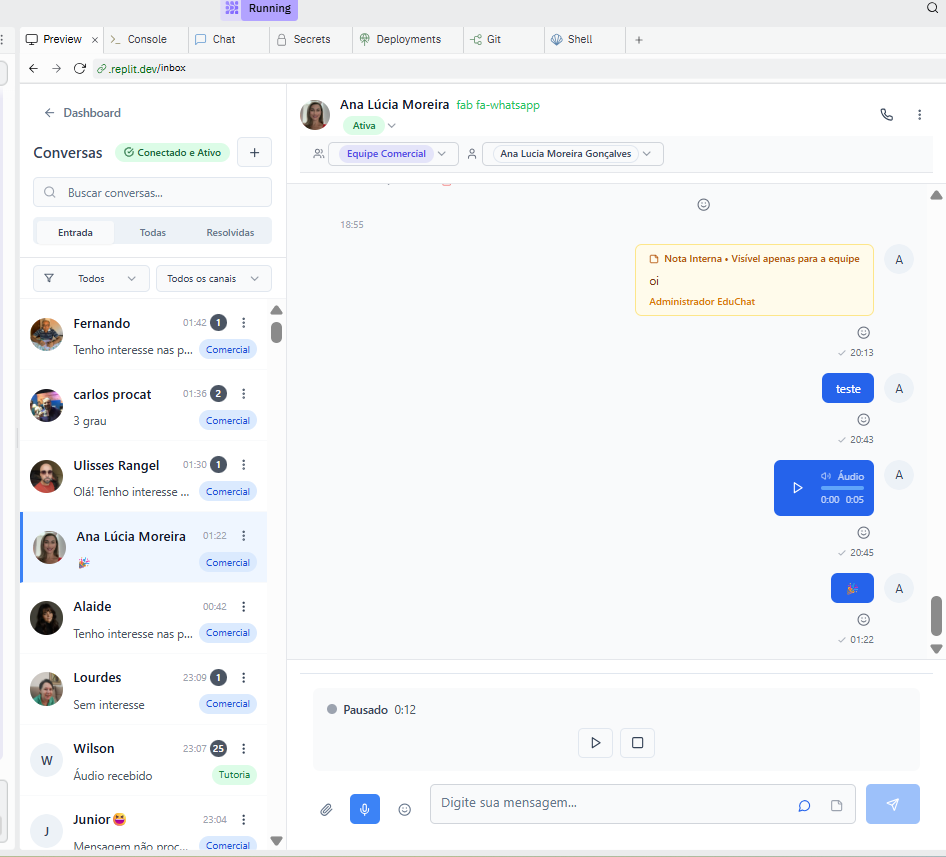 Running
Preview
Console
Chat
Secrets
Deployments
Git
Shell
.replit.dev/inbox
Dashboard
Conversas
Conectado e Ativo
Buscar conversas...
Entrada
Todas
Resolvidas
Todos
Todos os canais
Fernando
01:42
1
Tenho interesse nas p...
Comercial
carlos procat
01:36
2
3 grau
Comercial
Ulisses Rangel
01:30
1
Olá! Tenho interesse ...
Comercial
Ana Lúcia Moreira
01:22
Comercial
Alaide
00:42
Tenho interesse nas p...
Comercial
Lourdes
23:09
1
Sem interesse
Comercial
W
Wilson
23:07
25
Áudio recebido
Tutoria
J
Junior😆
23:04
Mensagem não proc...
Comercial
Ana Lúcia Moreira fab fa-whatsapp
Ativa
Equipe Comercial
Ana Lucia Moreira Gonçalves
18:55
Nota Interna • Visível apenas para a equipe
oi
Administrador EduChat
A
20:13
teste
A
20:43
Áudio
0:00 0:05
A
20:45
A
01:22
Pausado 0:12
Digite sua mensagem...